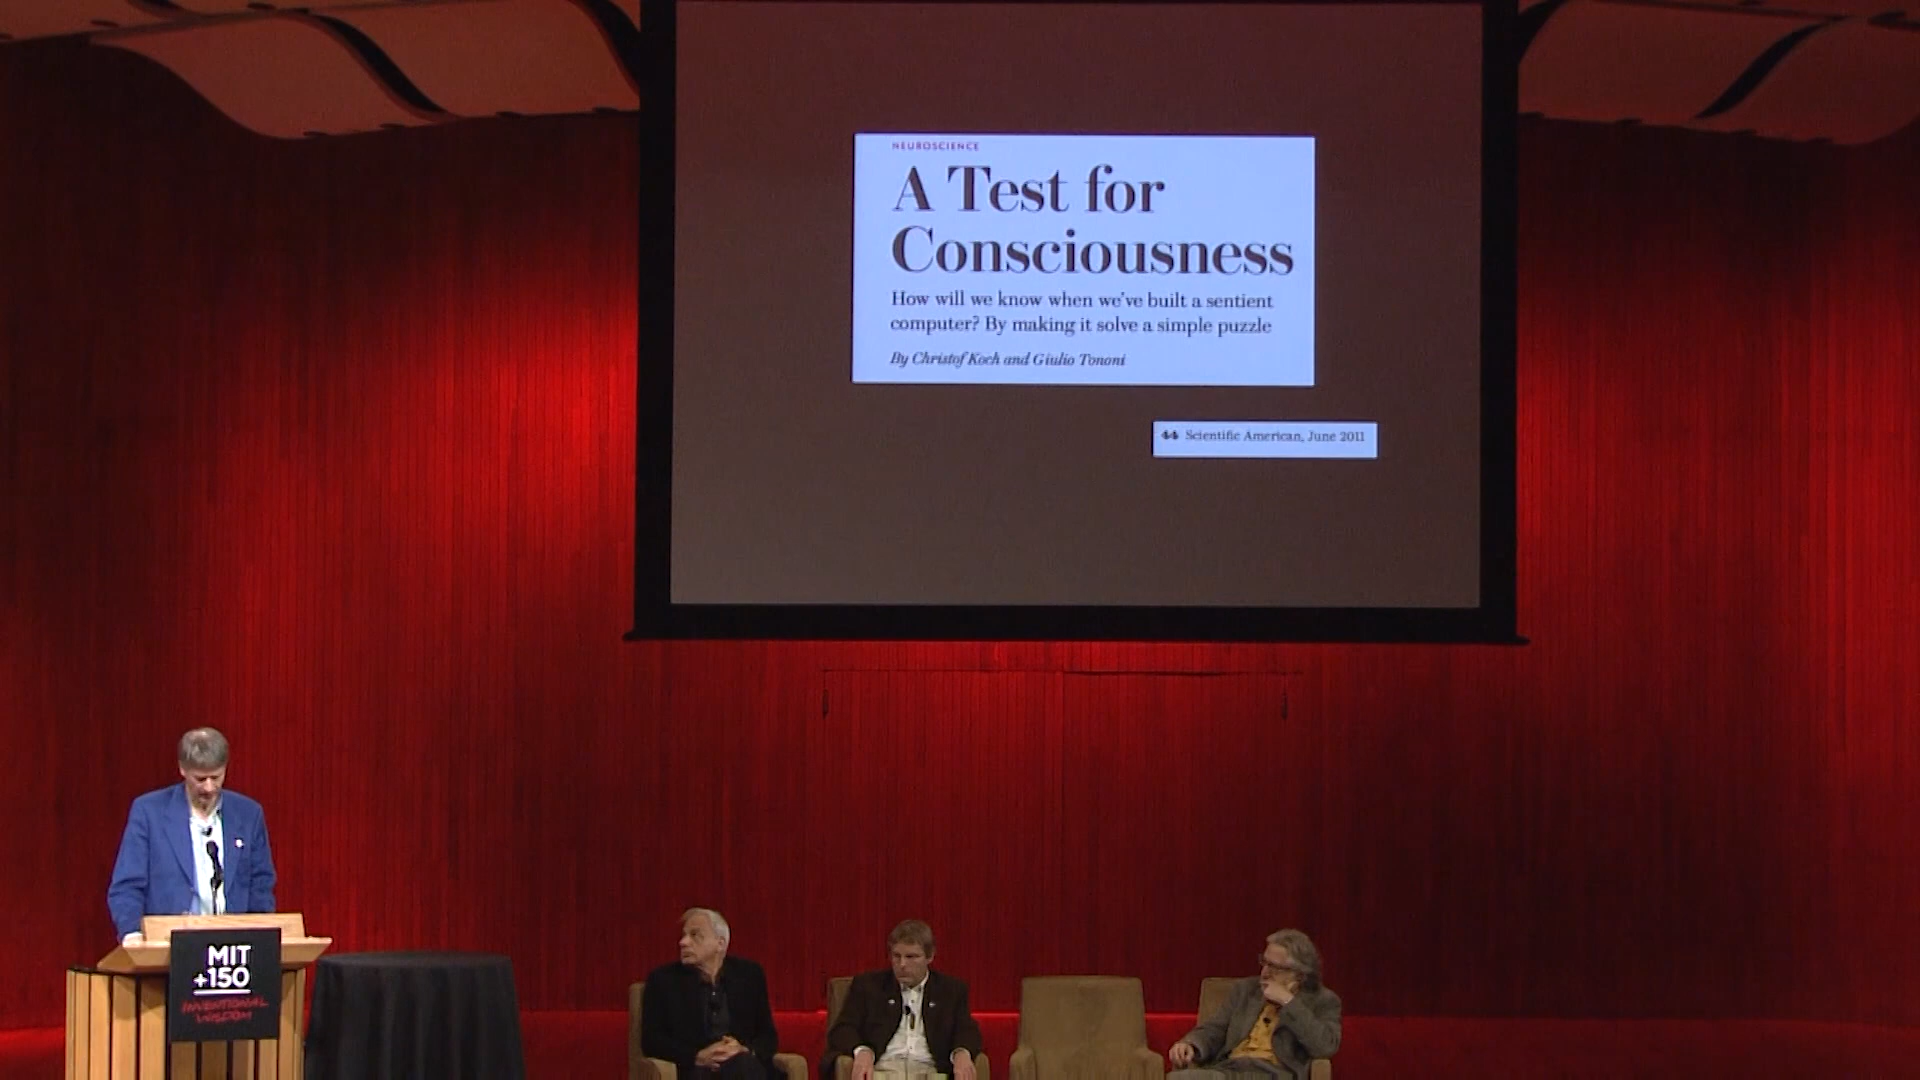 NEUROSCIENCE
A Test for
Consciousness
How will we know when we've built a sentient
computer? By making it solve a simple puzzle
By Christof Koch and Giulio Tononi
44 Scientific American, June 2011
MIT
+150
INVENTIONAL
WISDOM